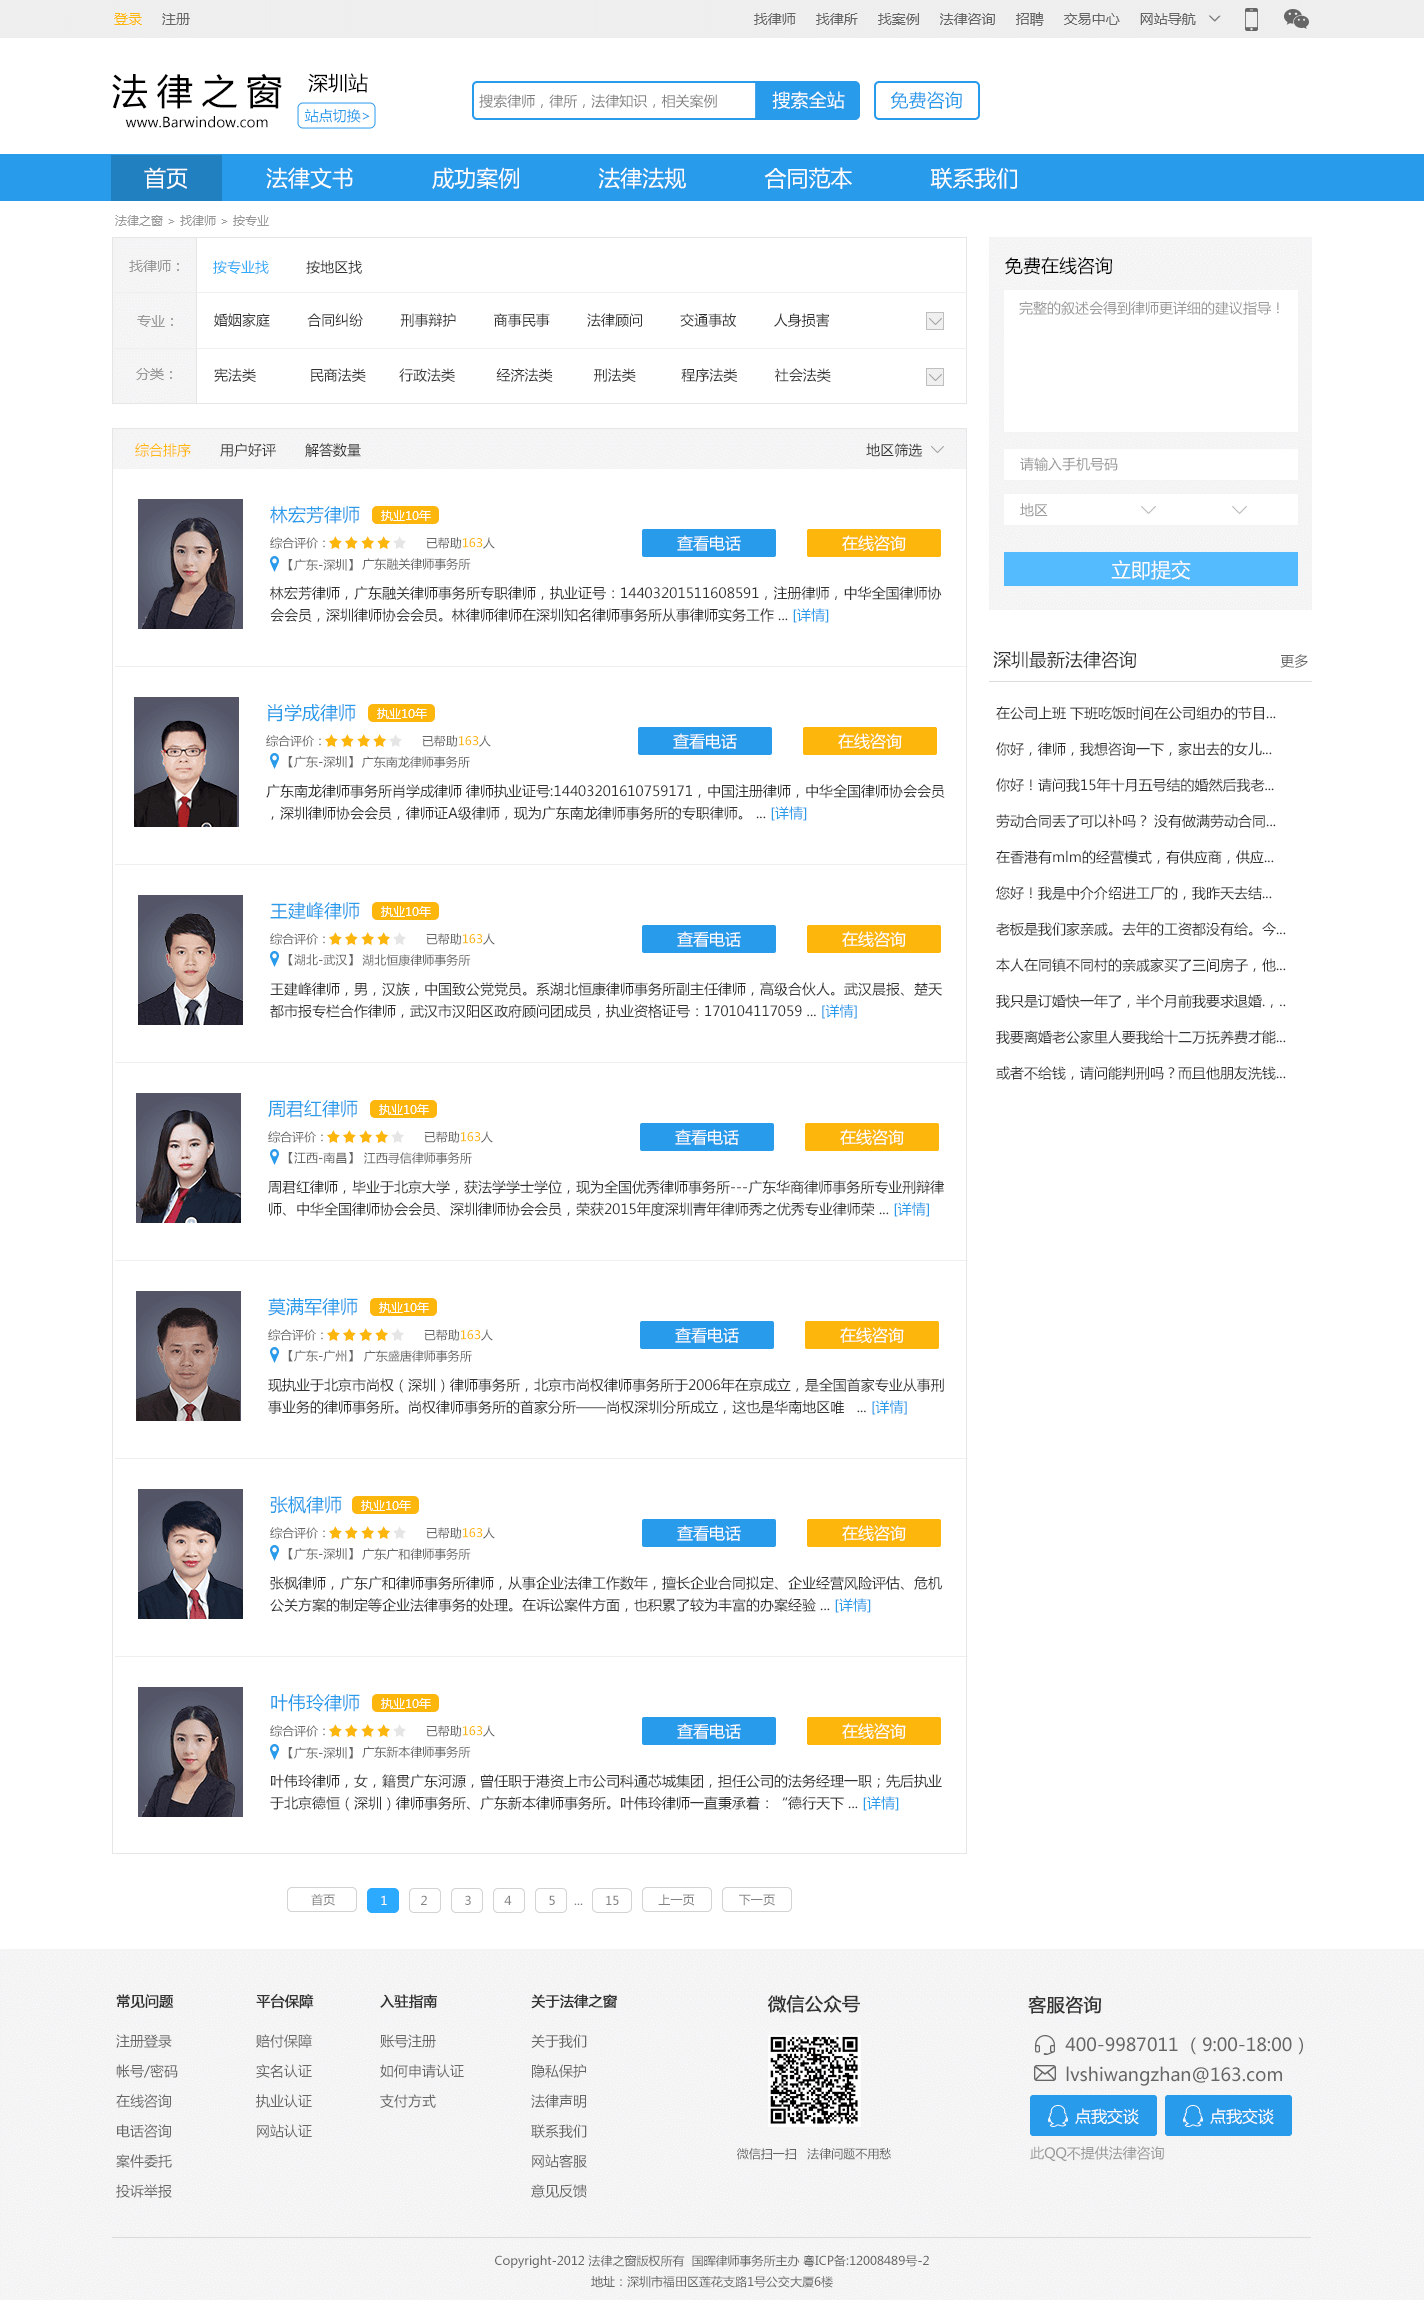 登录 注册 找律师 找律所 找案例 法律咨询 招聘 交易中心 网站导航
法律之窗 深圳站
www.Barwindow.com 站点切换>
搜索律师，律所，法律知识，相关案例 搜索全站 免费咨询
首页 法律文书 成功案例 法律法规 合同范本 联系我们
法律之窗 > 找律师 > 按专业
找律师： 按专业找 按地区找
专业： 婚姻家庭 合同纠纷 刑事辩护 商事民事 法律顾问 交通事故 人身损害
分类： 宪法类 民商法类 行政法类 经济法类 刑法类 程序法类 社会法类
综合排序 用户好评 解答数量 地区筛选
林宏芳律师 执业10年
综合评价： 已帮助163人 查看电话 在线咨询
【广东-深圳】 广东融关律师事务所
林宏芳律师，广东融关律师事务所专职律师，执业证号：14403201511608591，注册律师，中华全国律师协
会会员，深圳律师协会会员。林律师律师在深圳知名律师事务所从事律师实务工作 ... [详情]
肖学成律师 执业10年
综合评价： 已帮助163人 查看电话 在线咨询
【广东-深圳】 广东南龙律师事务所
广东南龙律师事务所肖学成律师 律师执业证号:14403201610759171，中国注册律师，中华全国律师协会会员
，深圳律师协会会员，律师证A级律师，现为广东南龙律师事务所的专职律师。 ... [详情]
王建峰律师 执业10年
综合评价： 已帮助163人 查看电话 在线咨询
【湖北-武汉】 湖北恒康律师事务所
王建峰律师，男，汉族，中国致公党党员。系湖北恒康律师事务所副主任律师，高级合伙人。武汉晨报、楚天
都市报专栏合作律师，武汉市汉阳区政府顾问团成员，执业资格证号：170104117059 ... [详情]
周君红律师 执业10年
综合评价： 已帮助163人 查看电话 在线咨询
【江西-南昌】 江西寻信律师事务所
周君红律师，毕业于北京大学，获法学学士学位，现为全国优秀律师事务所---广东华商律师事务所专业刑辩律
师、中华全国律师协会会员、深圳律师协会会员，荣获2015年度深圳青年律师秀之优秀专业律师荣 ... [详情]
莫满军律师 执业10年
综合评价： 已帮助163人 查看电话 在线咨询
【广东-广州】 广东盛唐律师事务所
现执业于北京市尚权（深圳）律师事务所，北京市尚权律师事务所于2006年在京成立，是全国首家专业从事刑
事业务的律师事务所。尚权律师事务所的首家分所——尚权深圳分所成立，这也是华南地区唯 ... [详情]
张枫律师 执业10年
综合评价： 已帮助163人 查看电话 在线咨询
【广东-深圳】 广东广和律师事务所
张枫律师，广东广和律师事务所律师，从事企业法律工作数年，擅长企业合同拟定、企业经营风险评估、危机
公关方案的制定等企业法律事务的处理。在诉讼案件方面，也积累了较为丰富的办案经验 ... [详情]
叶伟玲律师 执业10年
综合评价： 已帮助163人 查看电话 在线咨询
【广东-深圳】 广东新本律师事务所
叶伟玲律师，女，籍贯广东河源，曾任职于港资上市公司科通芯城集团，担任公司的法务经理一职；先后执业
于北京德恒（深圳）律师事务所、广东新本律师事务所。叶伟玲律师一直秉承着：“德行天下 ... [详情]
首页 1 2 3 4 5 ... 15 上一页 下一页
免费在线咨询
完整的叙述会得到律师更详细的建议指导！
请输入手机号码
地区
立即提交
深圳最新法律咨询 更多
在公司上班 下班吃饭时间在公司组办的节目...
你好，律师，我想咨询一下，家出去的女儿...
你好！请问我15年十月五号结的婚然后我老...
劳动合同丢了可以补吗？ 没有做满劳动合同...
在香港有mlm的经营模式，有供应商，供应...
您好！我是中介介绍进工厂的，我昨天去结...
老板是我们家亲戚。去年的工资都没有给。今...
本人在同镇不同村的亲戚家买了三间房子，他...
我只是订婚快一年了，半个月前我要求退婚.，..
我要离婚老公家里人要我给十二万抚养费才能...
或者不给钱，请问能判刑吗？而且他朋友洗钱...
常见问题 平台保障 入驻指南 关于法律之窗
注册登录 赔付保障 账号注册 关于我们
帐号/密码 实名认证 如何申请认证 隐私保护
在线咨询 执业认证 支付方式 法律声明
电话咨询 网站认证 联系我们
案件委托 网站客服
投诉举报 意见反馈
微信公众号
微信扫一扫 法律问题不用愁
客服咨询
400-9987011 （ 9:00-18:00 ）
lvshiwangzhan@163.com
点我交谈 点我交谈
此QQ不提供法律咨询
Copyright-2012 法律之窗版权所有 国晖律师事务所主办 粤ICP备:12008489号-2
地址：深圳市福田区莲花支路1号公交大厦6楼